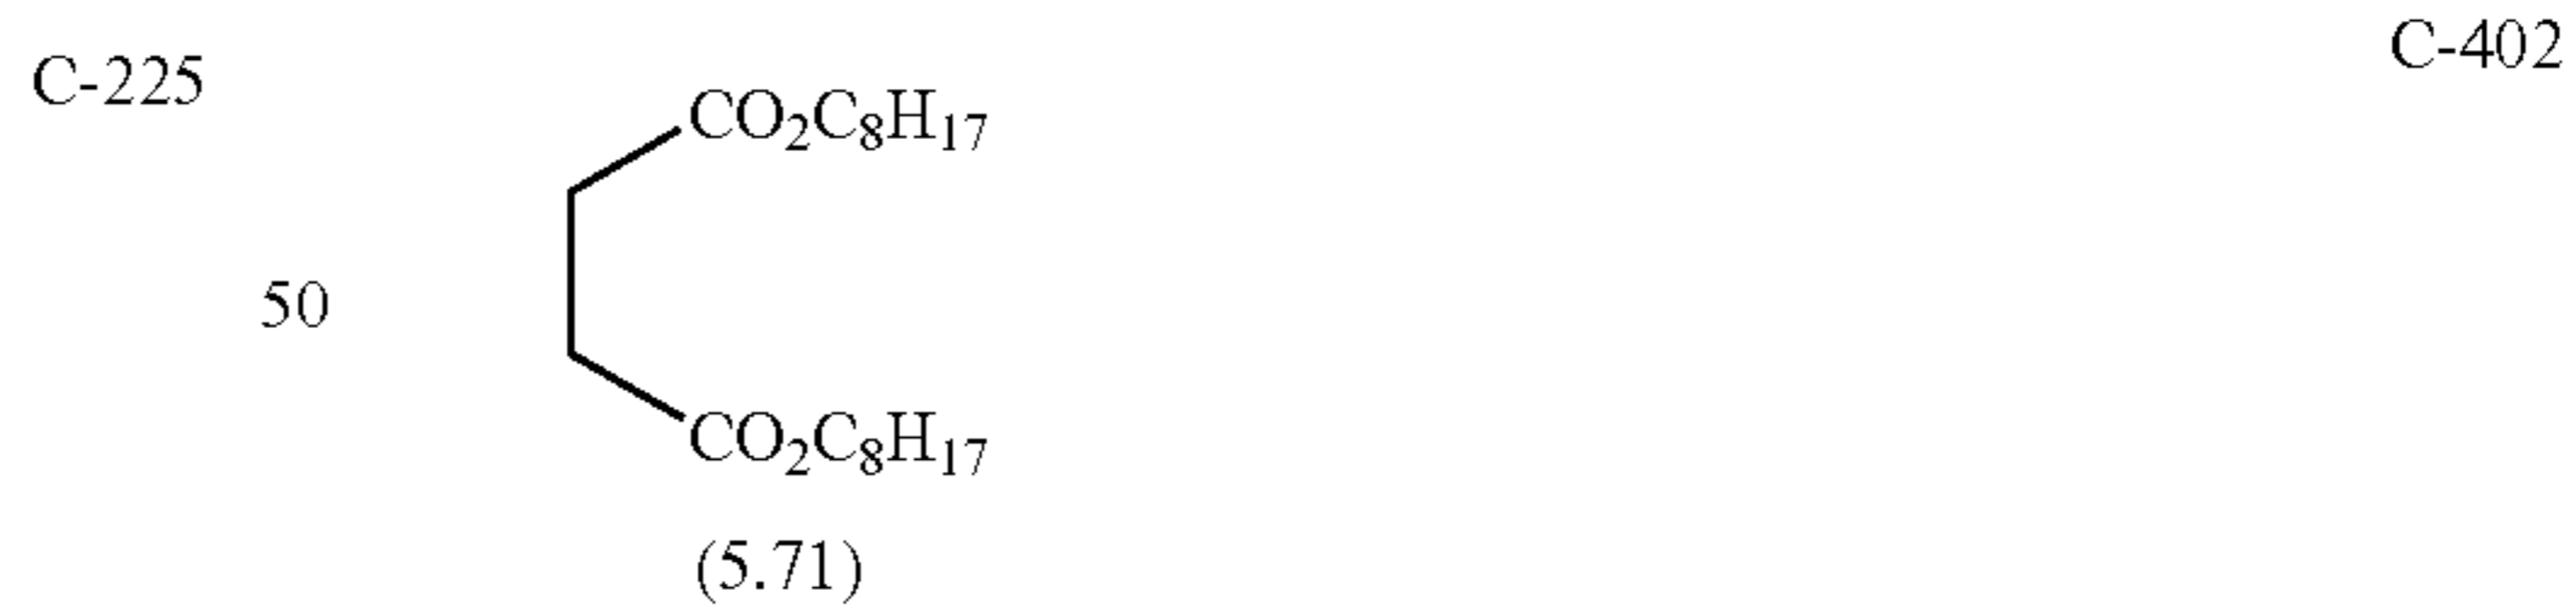 C-225
C-402
CO₂C₈H₁₇
50
CO₂C₈H₁₇
(5.71)